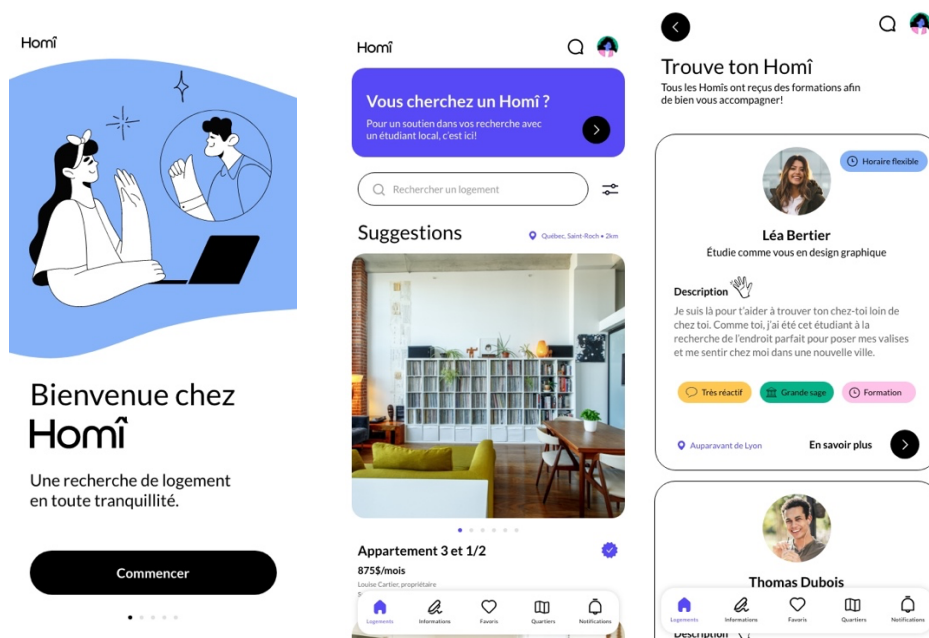 Homî
Bienvenue chez
Homî
Une recherche de logement
en toute tranquillité.
Commencer
Homî
Vous cherchez un Homî ?
Pour un soutien dans vos recherche avec
un étudiant local, c'est ici!
Rechercher un logement
Suggestions
Québec, Saint-Roch • 2km
Appartement 3 et 1/2
875$/mois
Louise Cartier, propriétaire
Logements
Informations
Favoris
Quartiers
Notifications
Trouve ton Homî
Tous les Homîs ont reçus des formations afin
de bien vous accompagner!
Horaire flexible
Léa Bertier
Étudie comme vous en design graphique
Description
Je suis là pour t'aider à trouver ton chez-toi loin de
chez toi. Comme toi, j'ai été cet étudiant à la
recherche de l'endroit parfait pour poser mes valises
et me sentir chez moi dans une nouvelle ville.
Très réactif
Grande sage
Formation
Auparavant de Lyon
En savoir plus
Thomas Dubois
Logements
Informations
Favoris
Quartiers
Notifications
Description